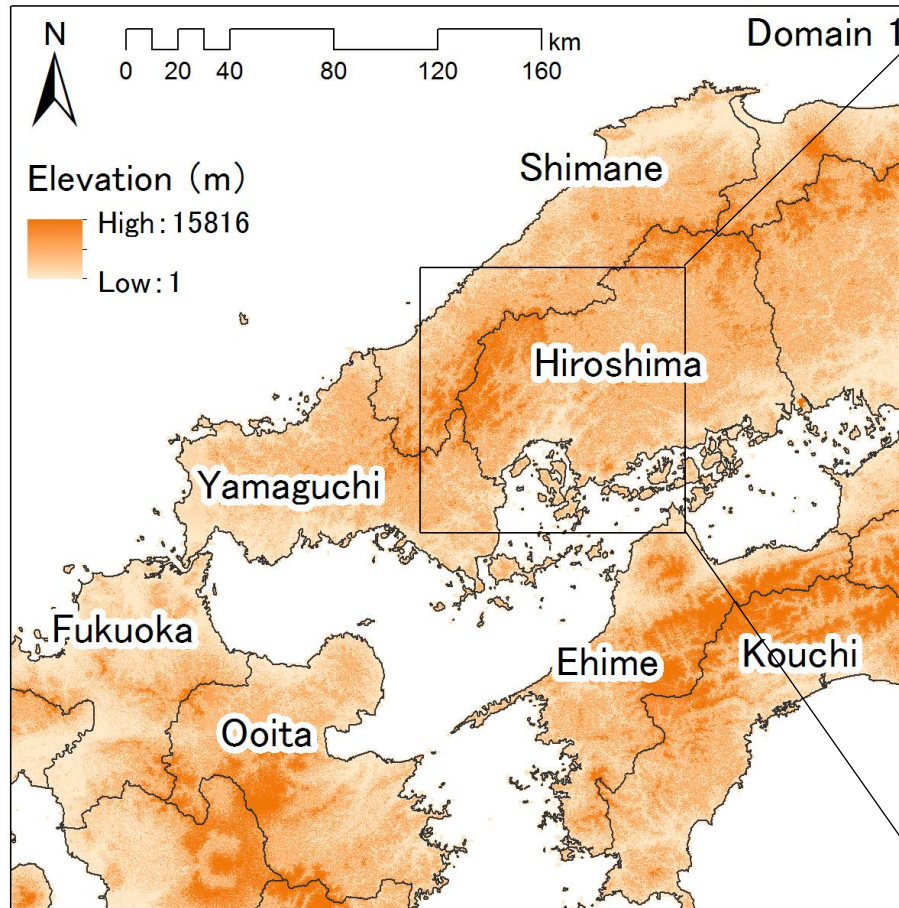 N
km
0 20 40 80 120 160
Domain 1
Elevation (m)
High:15816
Low:1
Shimane
Hiroshima
Yamaguchi
Fukuoka
Ehime
Kouchi
Ooita